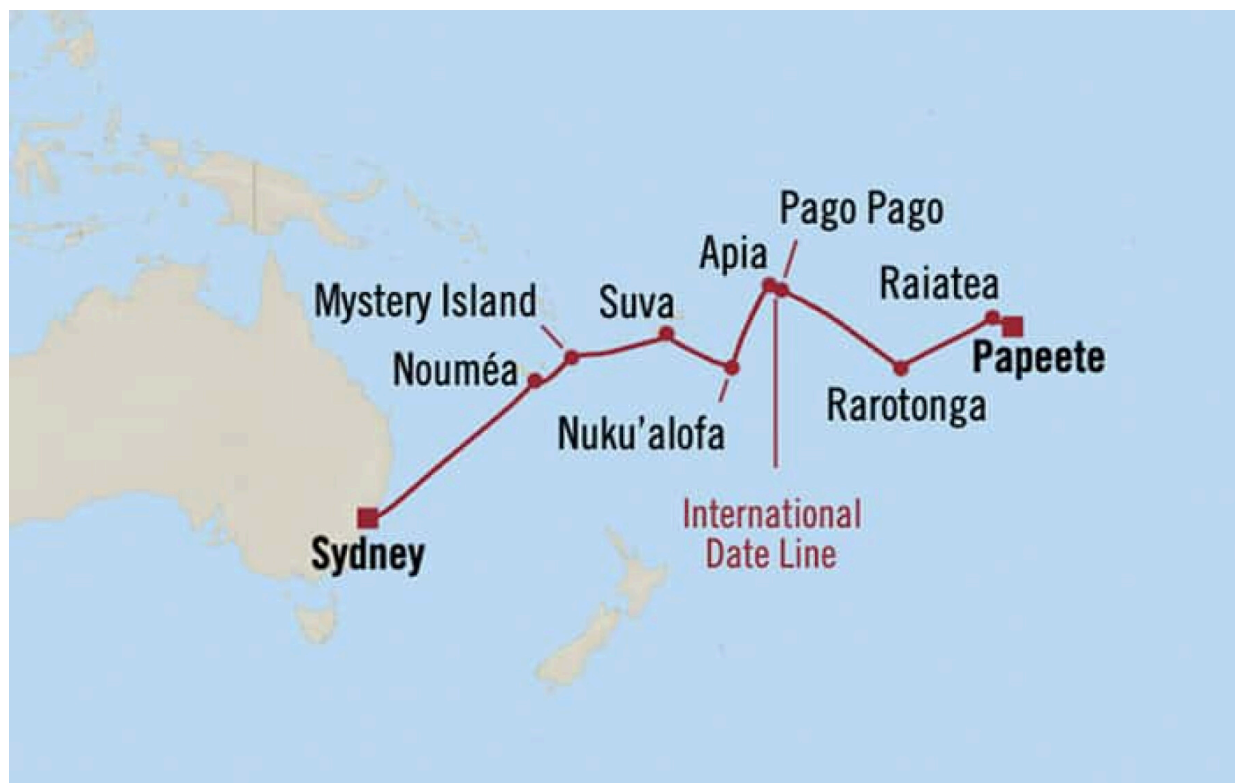 Pago Pago
Apia
Raiatea
Mystery Island
Suva
Nouméa
Papeete
Nuku’alofa
Rarotonga
International
Date Line
Sydney